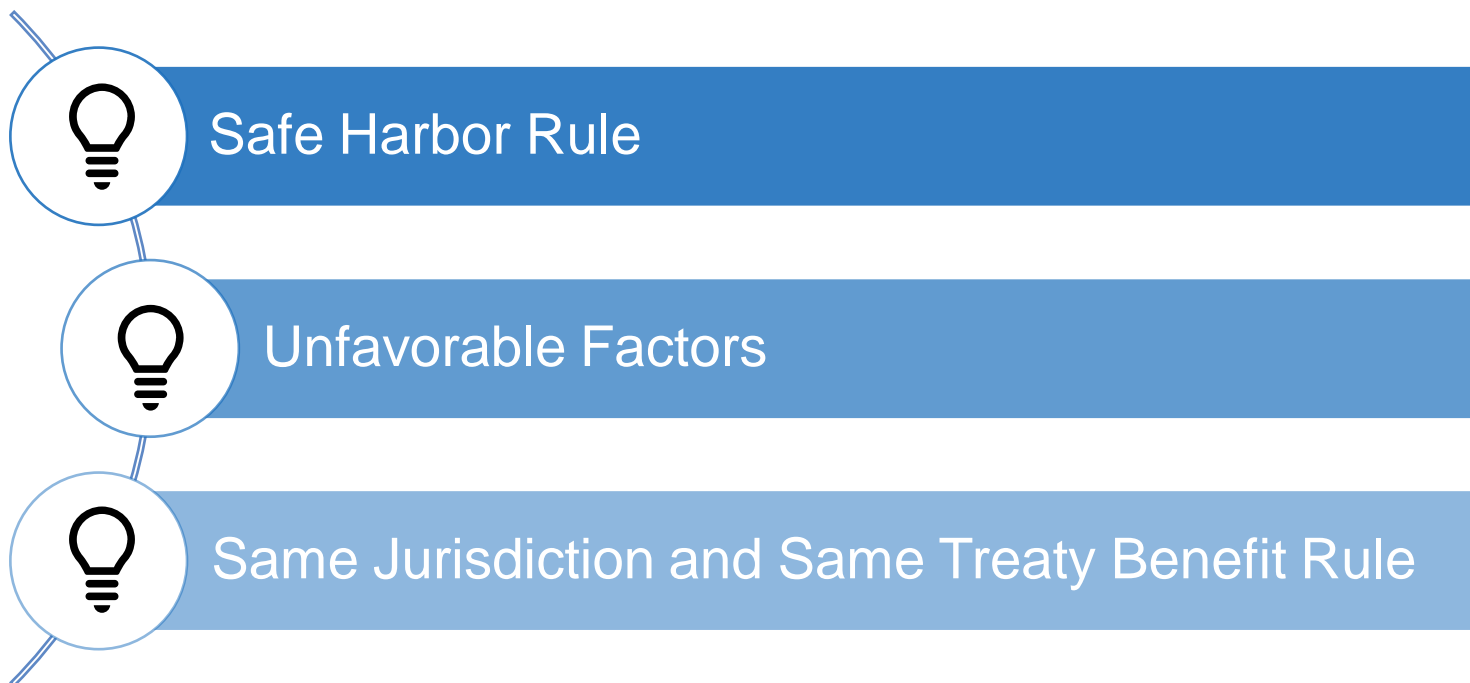 Safe Harbor Rule
Unfavorable Factors
Same Jurisdiction and Same Treaty Benefit Rule